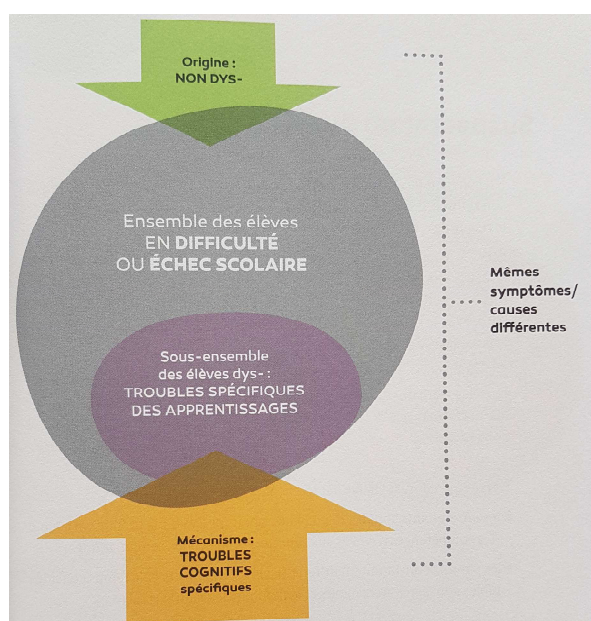 Origine :
NON DYS-
Ensemble des élèves
EN DIFFICULTÉ
OU ÉCHEC SCOLAIRE
Mêmes
symptômes/
causes
différentes
Sous-ensemble
des élèves dys- :
TROUBLES SPÉCIFIQUES
DES APPRENTISSAGES
Mécanisme :
TROUBLES
COGNITIFS
spécifiques